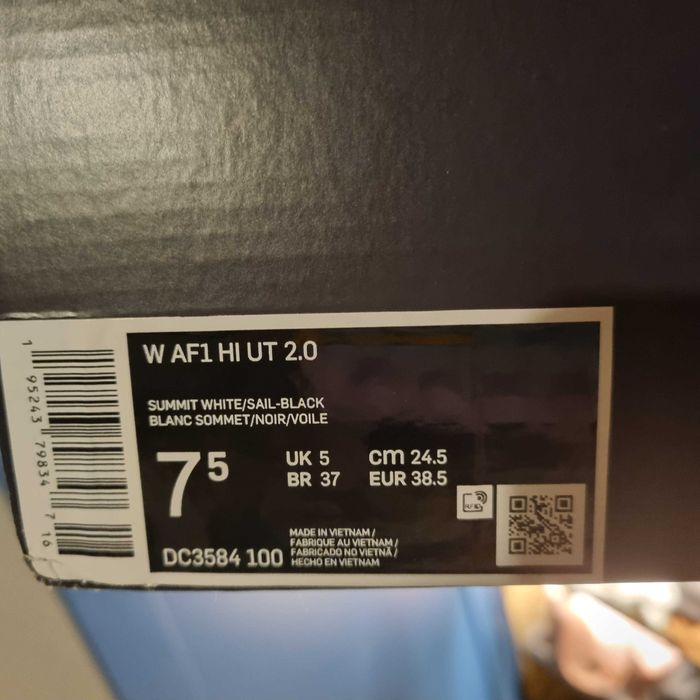 W AF1 HI UT 2.0
SUMMIT WHITE/SAIL-BLACK
BLANC SOMMET/NOIR/VOILE
7 5
UK 5
BR 37
cm 24.5
EUR 38.5
RFID
MADE IN VIETNAM /
FABRIQUE AU VIETNAM /
FABRICADO NO VIETNÃ /
HECHO EN VIETNAM
DC3584 100
1 95243 79834 7 16